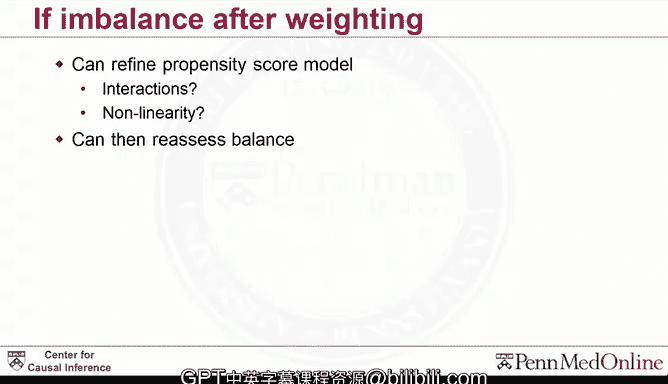 If imbalance after weighting
Can refine propensity score model
Interactions?
Non-linearity?
Can then reassess balance
Perelman
Center for
Causal Inference
PennMedOnline
GPT中英字幕课程资源@bilibili.com